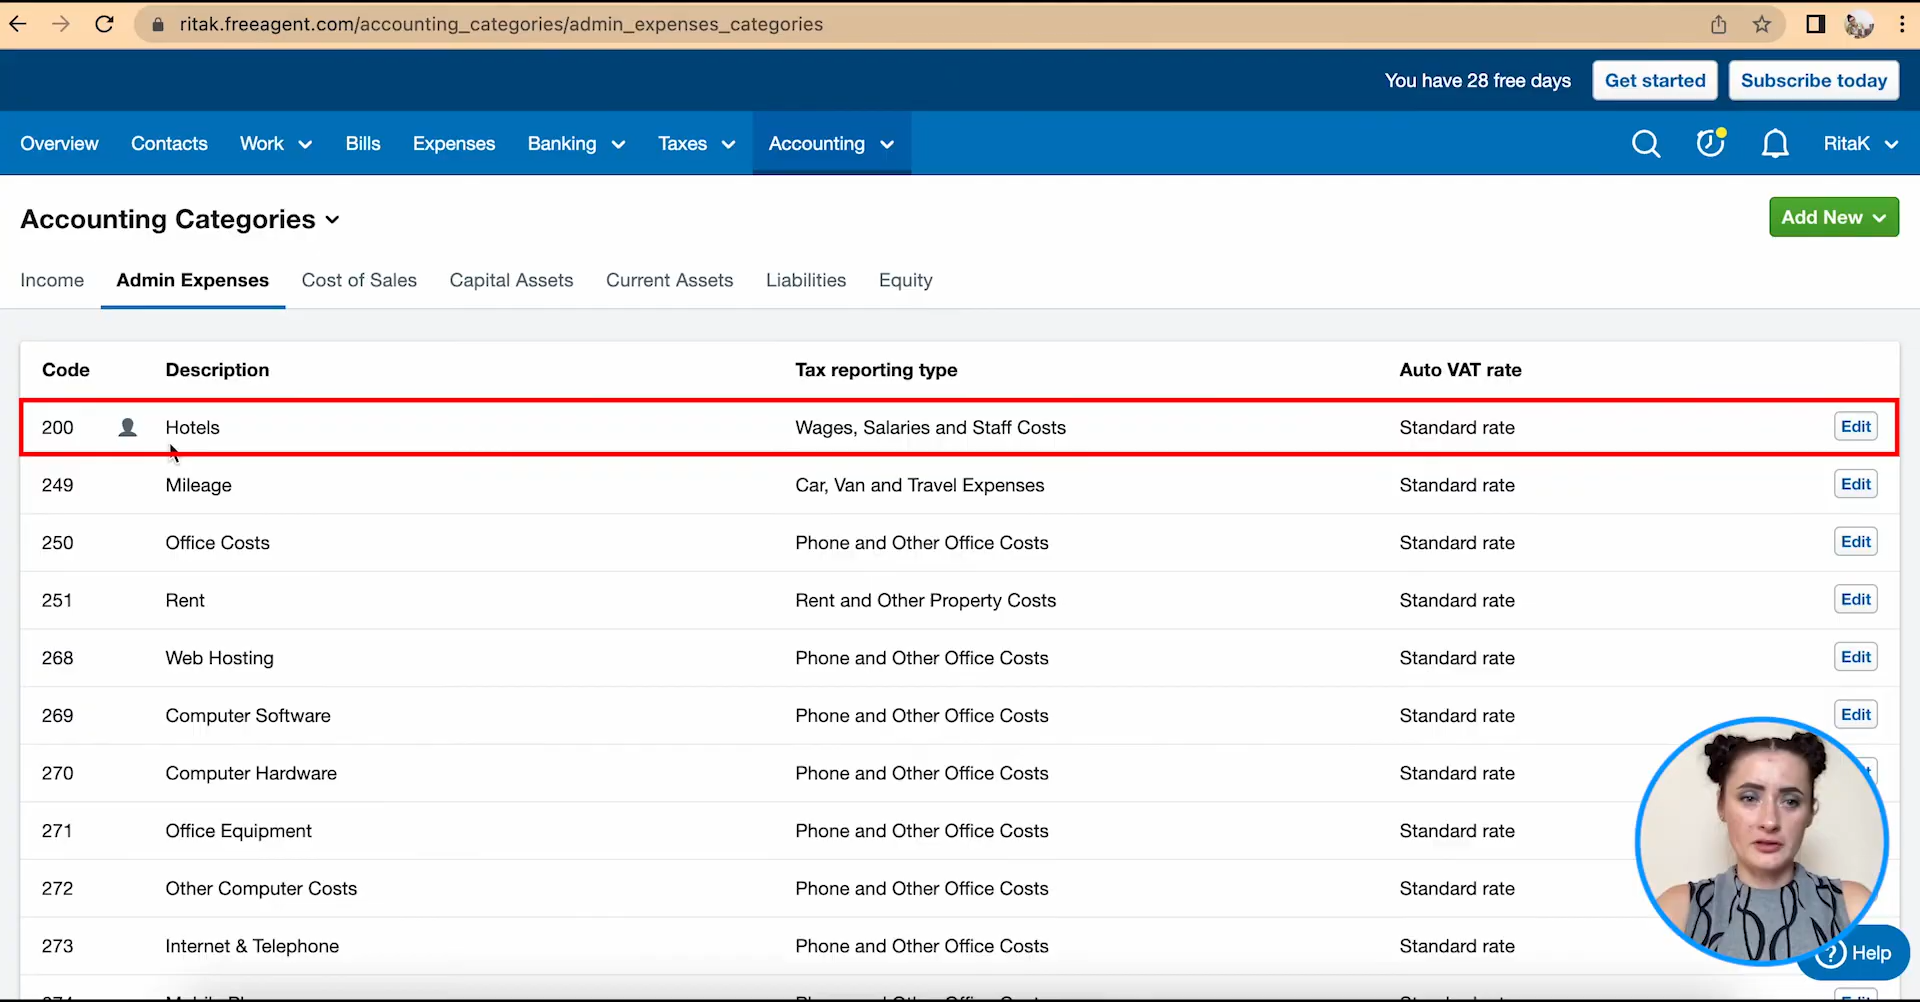 ritak.freeagent.com/accounting_categories/admin_expenses_categories
You have 28 free days Get started Subscribe today
Overview Contacts Work Bills Expenses Banking Taxes Accounting RitaK
Accounting Categories Add New
Income Admin Expenses Cost of Sales Capital Assets Current Assets Liabilities Equity
Code Description Tax reporting type Auto VAT rate
200 Hotels Wages, Salaries and Staff Costs Standard rate Edit
249 Mileage Car, Van and Travel Expenses Standard rate Edit
250 Office Costs Phone and Other Office Costs Standard rate Edit
251 Rent Rent and Other Property Costs Standard rate Edit
268 Web Hosting Phone and Other Office Costs Standard rate Edit
269 Computer Software Phone and Other Office Costs Standard rate Edit
270 Computer Hardware Phone and Other Office Costs Standard rate
271 Office Equipment Phone and Other Office Costs Standard rate
272 Other Computer Costs Phone and Other Office Costs Standard rate
273 Internet & Telephone Phone and Other Office Costs Standard rate
? Help